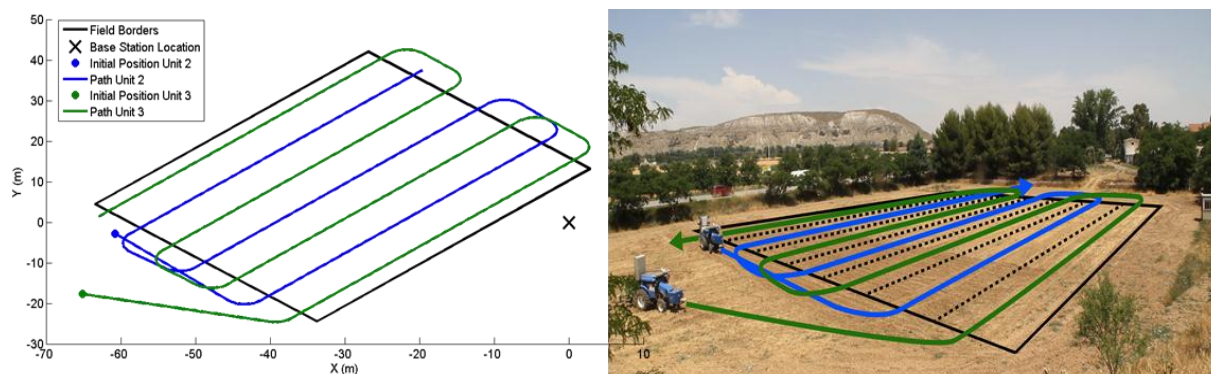 Field Borders
Base Station Location
Initial Position Unit 2
Path Unit 2
Initial Position Unit 3
Path Unit 3
50
40
30
20
10
0
-10
-20
-30
Y (m)
-70 -60 -50 -40 -30 -20 -10 0 10
X (m)